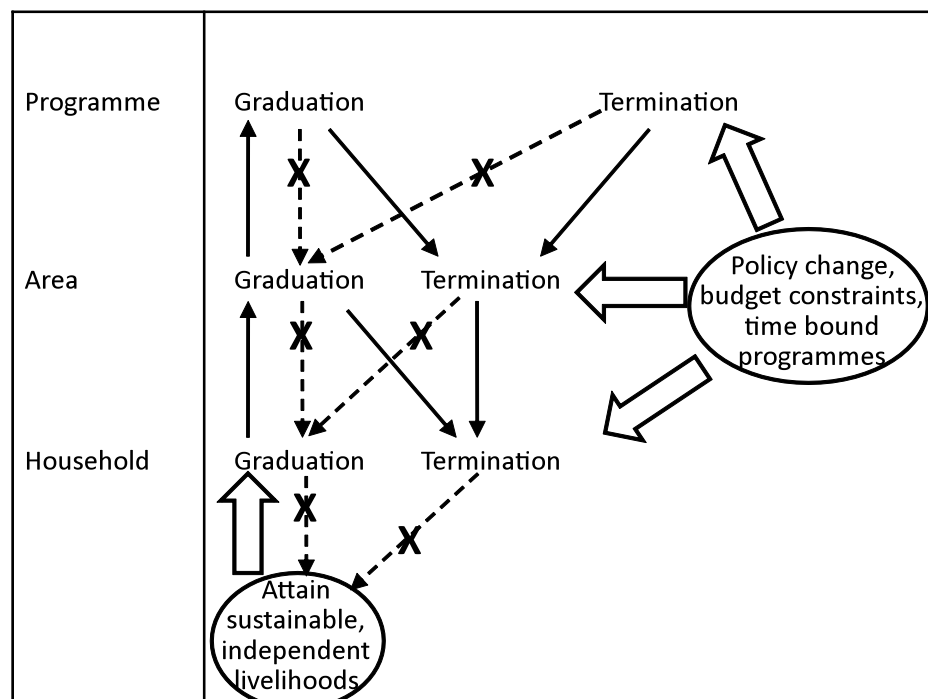 Programme
Graduation
Termination
X
X
Area
Graduation
Termination
Policy change,
budget constraints,
time bound
programmes
X
X
Household
Graduation
Termination
X
X
Attain
sustainable,
independent
livelihoods